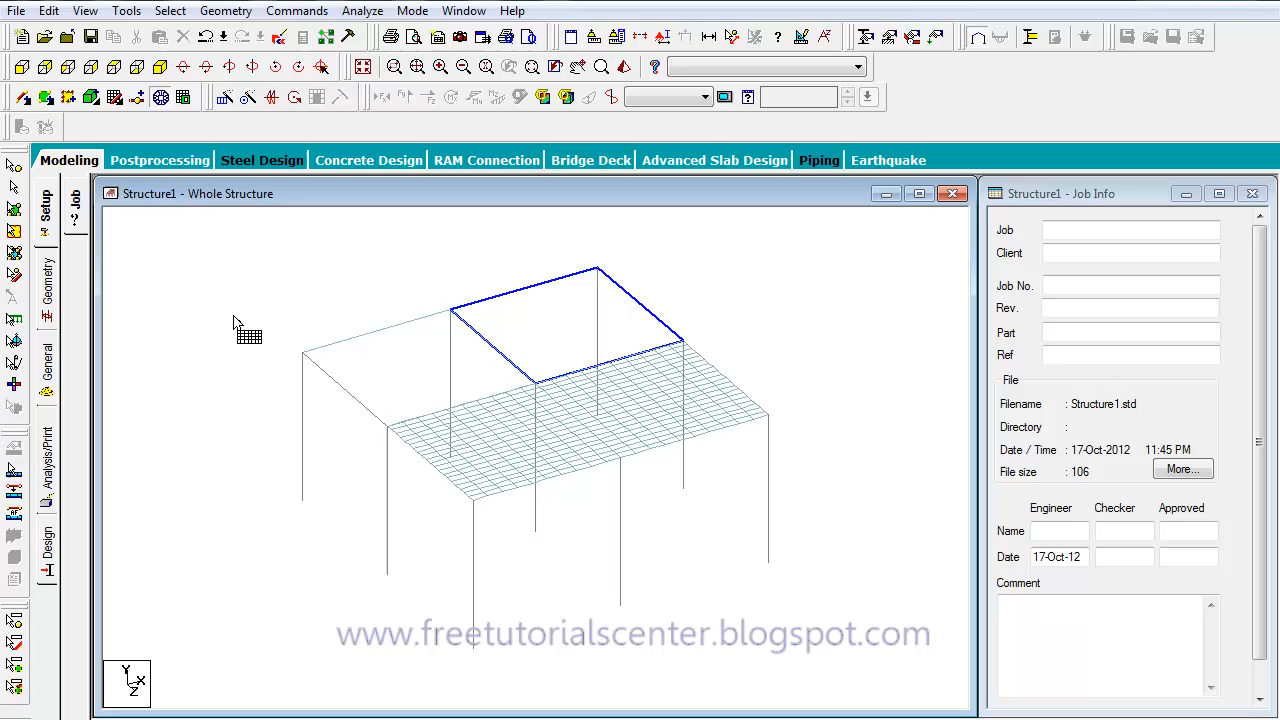 File Edit View Tools Select Geometry Commands Analyze Mode Window Help
Modeling Postprocessing Steel Design Concrete Design RAM Connection Bridge Deck Advanced Slab Design Piping Earthquake
Setup
Geometry
General
Analysis/Print
Design
Job
Structure1 - Whole Structure
Y
X
Z
www.freetutorialscenter.blogspot.com
Structure1 - Job Info
Job
Client
Job No.
Rev.
Part
Ref
File
Filename : Structure1.std
Directory :
Date / Time : 17-Oct-2012 11:45 PM
File size : 106 More...
Engineer Checker Approved
Name
Date 17-Oct-12
Comment